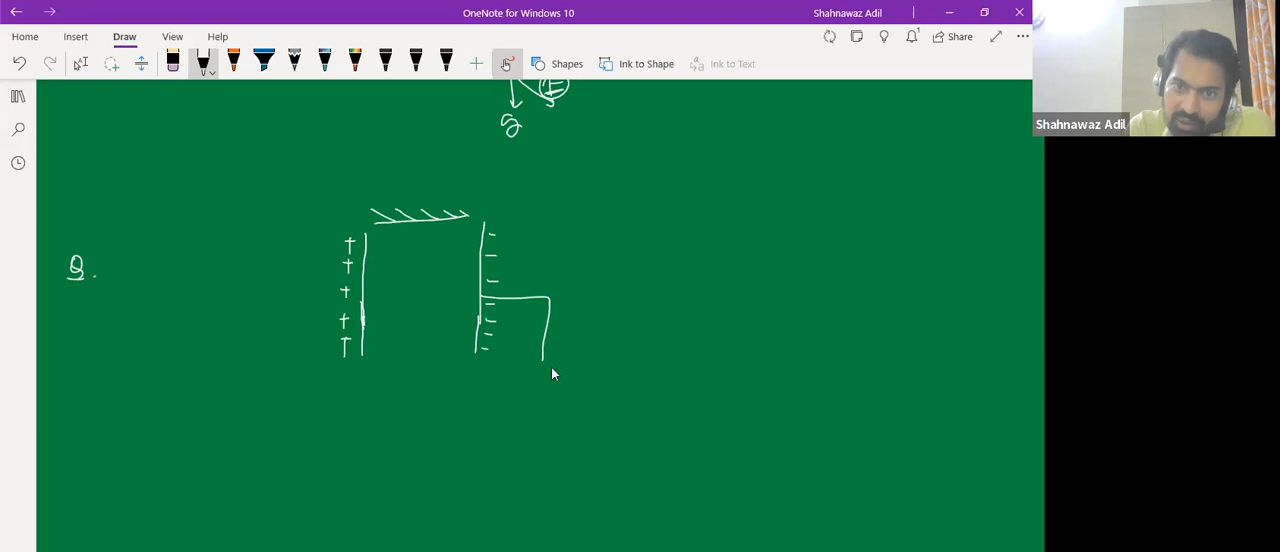 OneNote for Windows 10
Shahnawaz Adil
Home Insert Draw View Help
Share
Shapes Ink to Shape Ink to Text
Shahnawaz Adil
E
g
+ -
+ -
Q.
+ -
+ -
+ -
-
-